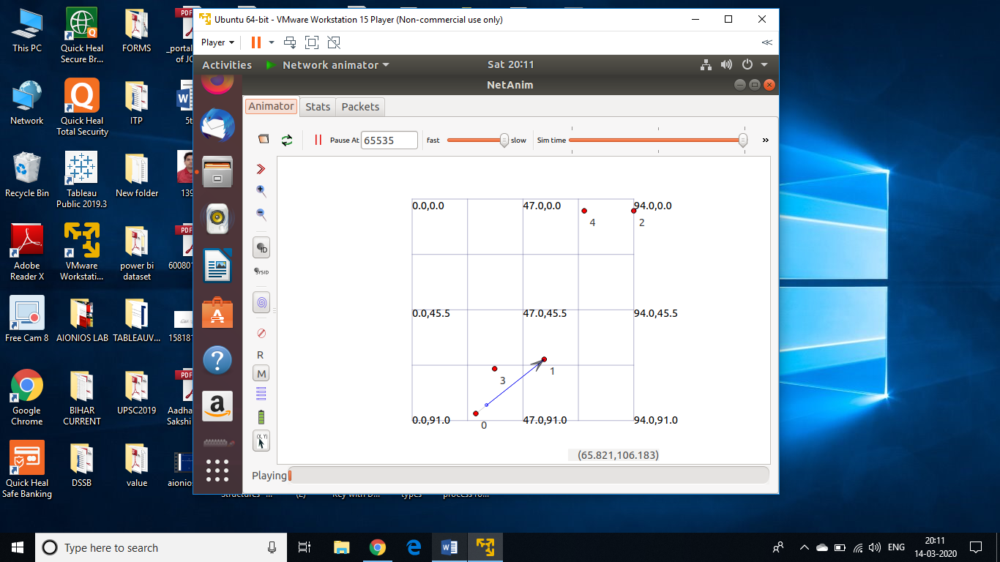 Ubuntu 64-bit - VMware Workstation 15 Player (Non-commercial use only)
Player
Activities
Network animator
Sat 20:11
NetAnim
Animator
Stats
Packets
Pause At
65535
fast
slow
Sim time
ID
SYSID
R
M
(X, Y)
0.0,0.0
47.0,0.0
94.0,0.0
4
2
0.0,45.5
47.0,45.5
94.0,45.5
3
1
0
0.0,91.0
47.0,91.0
94.0,91.0
(65.821,106.183)
Playing
This PC
Quick Heal
Secure Br...
FORMS
PDF
_portal
of JO
Network
Quick Heal
Total Security
ITP
5t
Recycle Bin
Tableau
Public 2019.3
New folder
139
Adobe
Reader X
VMware
Workstati...
power bi
dataset
PDF
600801
Free Cam 8
AIONIOS LAB
TABLEAUV...
15818
Google
Chrome
BIHAR
CURRENT
UPSC2019
PDF
Aadha
Sakshi
Quick Heal
Safe Banking
DSSB
value
aionio
(2)
Key with D...
types
process fo...
Type here to search
ENG
20:11
14-03-2020